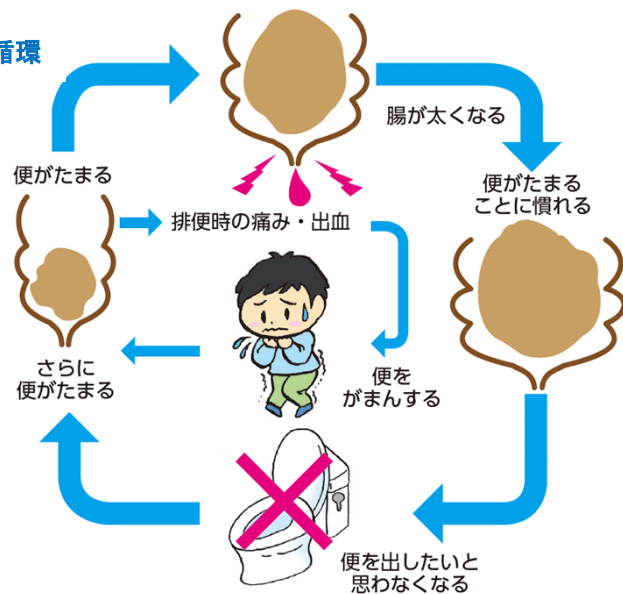 循環
腸が太くなる
便がたまる
便がたまる
ことに慣れる
排便時の痛み・出血
便を
がまんする
さらに
便がたまる
便を出したいと
思わなくなる